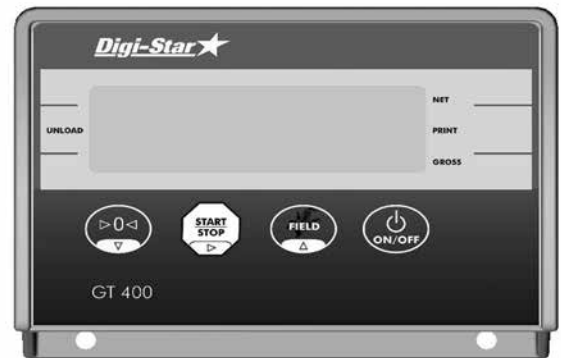 Digi-Star
NET
UNLOAD
PRINT
GROSS
0
START
STOP
FIELD
ON/OFF
GT 400